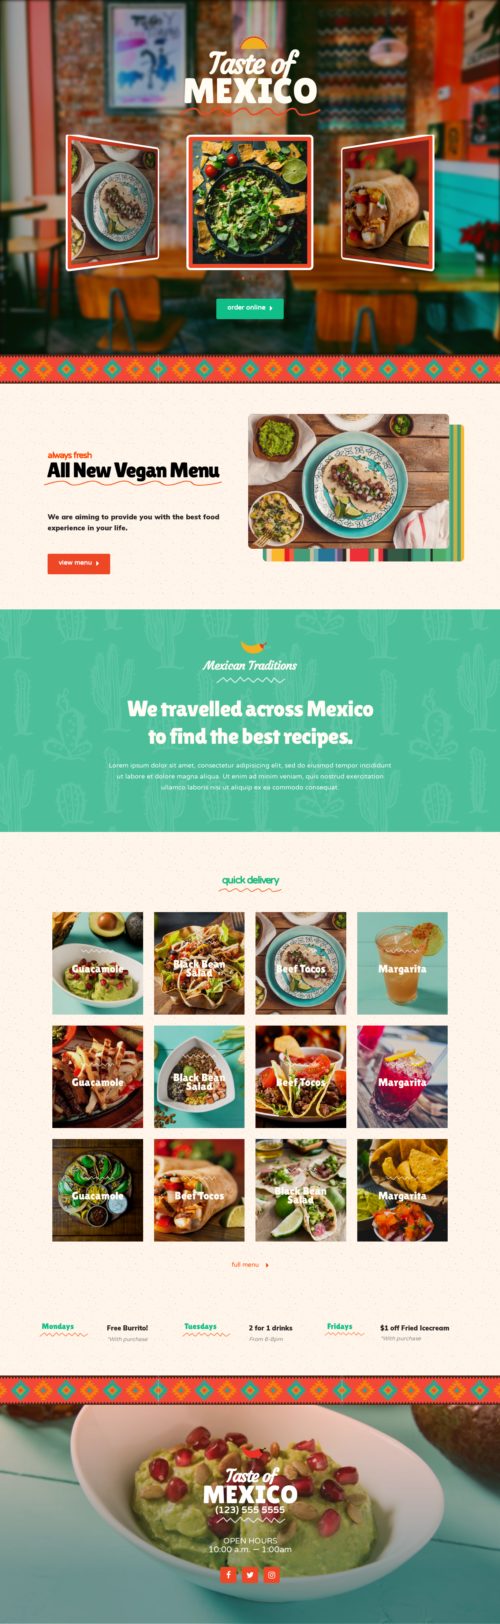 Taste of
MEXICO
order online
always fresh
All New Vegan Menu
We are aiming to provide you with the best food
experience in your life.
view menu
Mexican Traditions
We travelled across Mexico
to find the best recipes.
Lorem ipsum dolor sit amet, consectetur adipisicing elit, sed do eiusmod tempor incididunt
ut labore et dolore magna aliqua. Ut enim ad minim veniam, quis nostrud exercitation
ullamco laboris nisi ut aliquip ex ea commodo consequat.
quick delivery
Guacamole
Black Bean
Salad
Beef Tocos
Margarita
Guacamole
Black Bean
Salad
Beef Tocos
Margarita
Guacamole
Beef Tocos
Black Bean
Salad
Margarita
full menu
Mondays
Free Burrito!
*With purchase
Tuesdays
2 for 1 drinks
From 6-8pm
Fridays
$1 off Fried Icecream
*With purchase
Taste of
MEXICO
(123) 555 5555
OPEN HOURS
10:00 a.m. — 1:00am